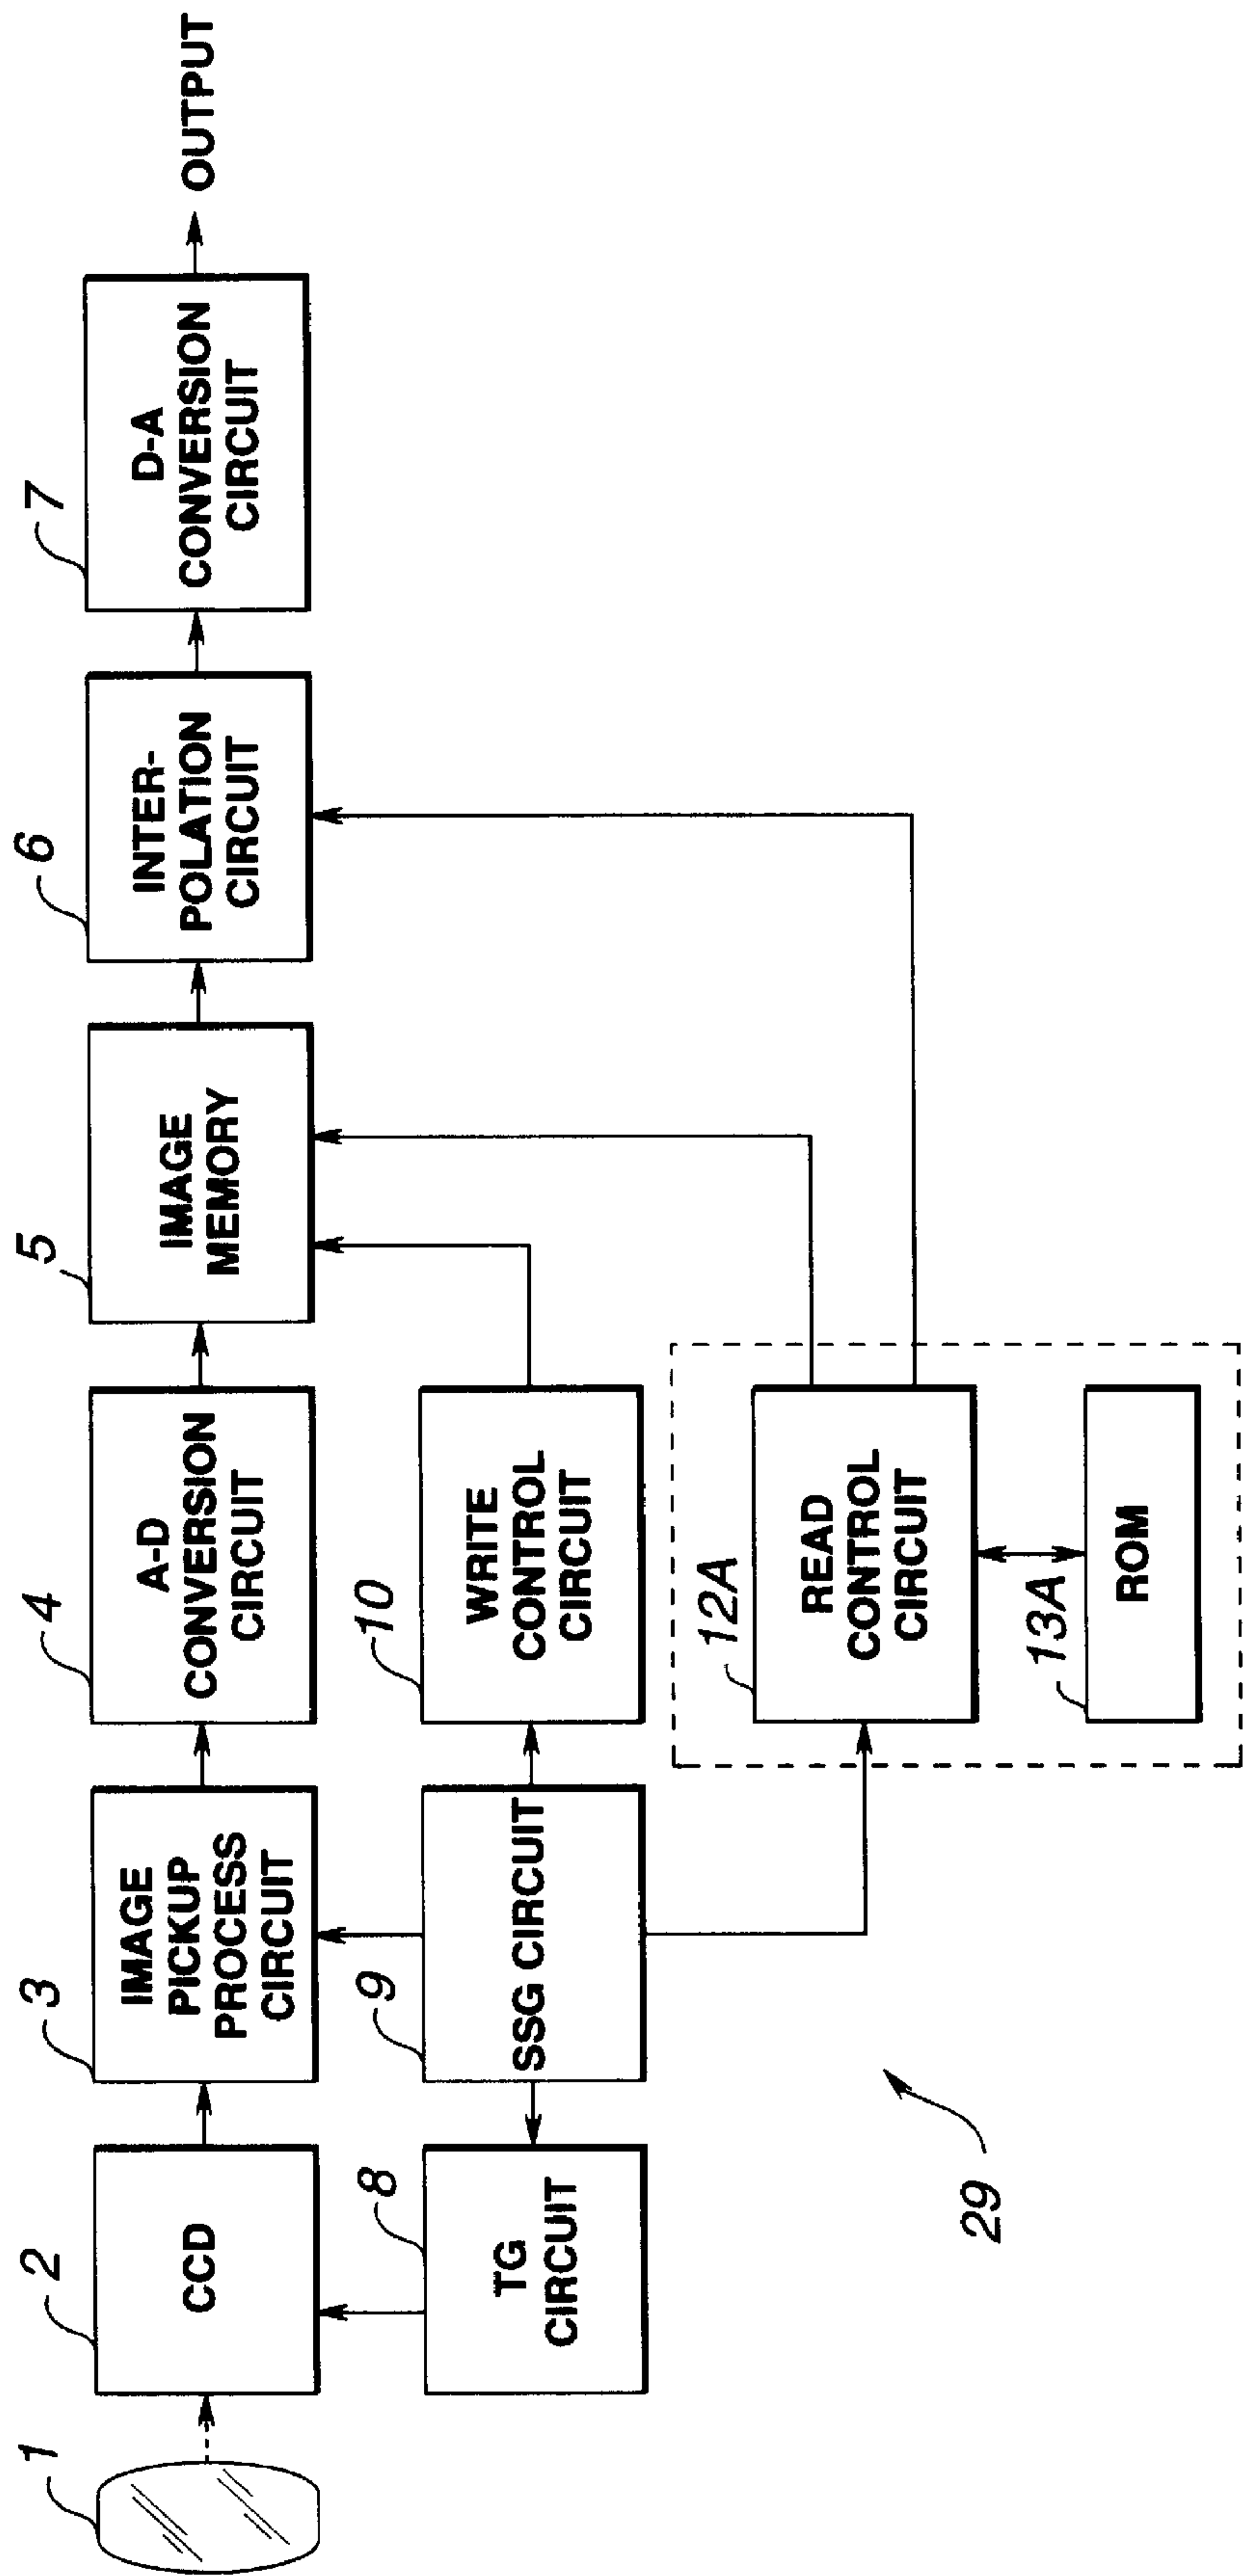 1
2
CCD
3
IMAGE
PICKUP
PROCESS
CIRCUIT
4
A-D
CONVERSION
CIRCUIT
5
IMAGE
MEMORY
6
INTER-
POLATION
CIRCUIT
7
D-A
CONVERSION
CIRCUIT
OUTPUT
8
TG
CIRCUIT
9
SSG CIRCUIT
10
WRITE
CONTROL
CIRCUIT
12A
READ
CONTROL
CIRCUIT
13A
ROM
29